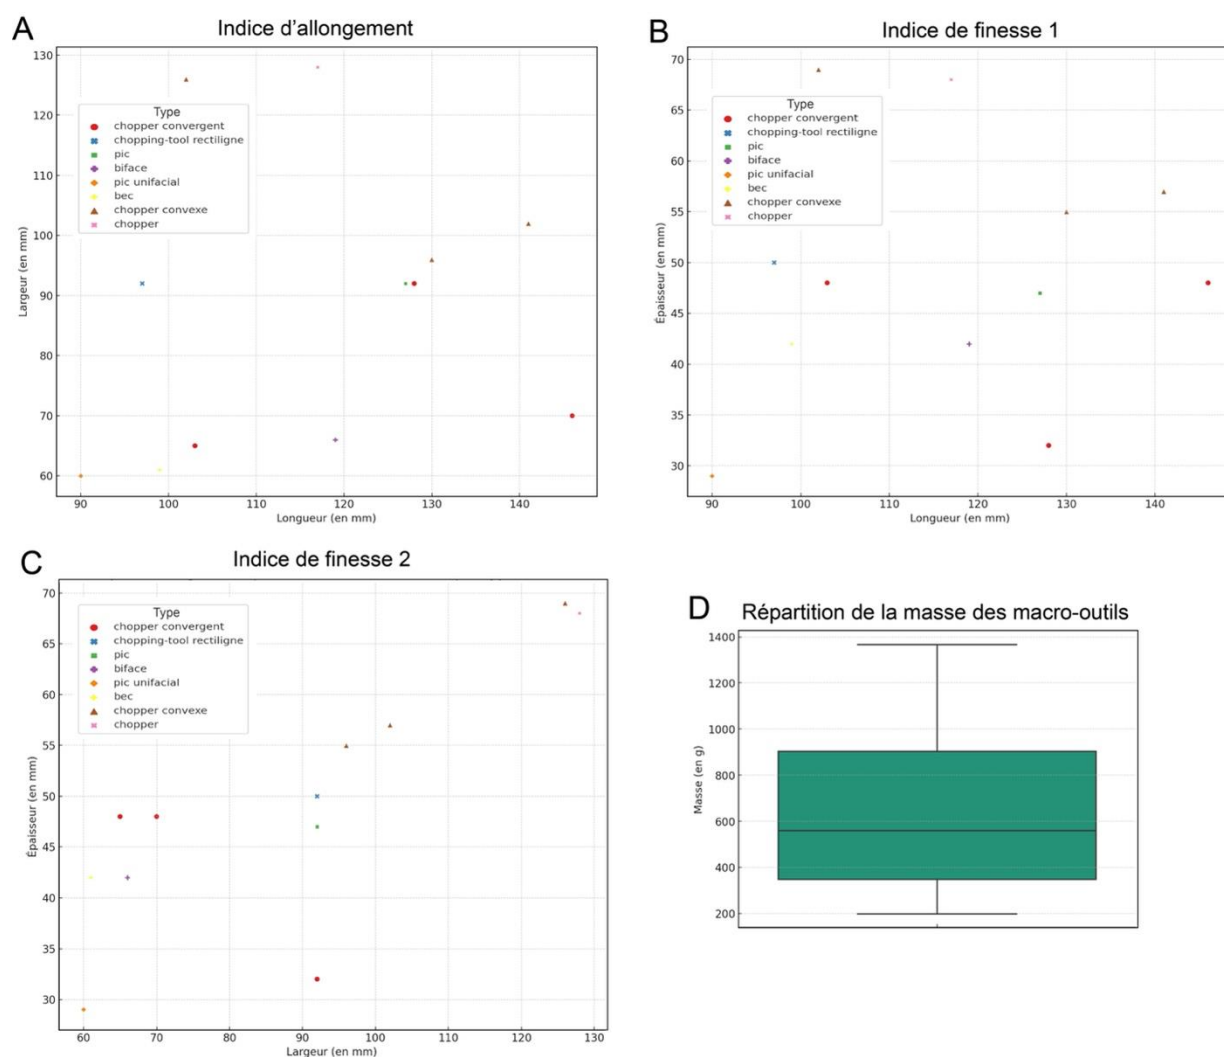 A
Indice d'allongement
130
120
110
100
90
80
70
60
Largeur (en mm)
Type
chopper convergent
chopping-tool rectiligne
pic
biface
pic unifacial
bec
chopper convexe
chopper
90
100
110
120
130
140
Longueur (en mm)
B
Indice de finesse 1
70
65
60
55
50
45
40
35
30
Épaisseur (en mm)
Type
chopper convergent
chopping-tool rectiligne
pic
biface
pic unifacial
bec
chopper convexe
chopper
90
100
110
120
130
140
Longueur (en mm)
C
Indice de finesse 2
70
65
60
55
50
45
40
35
30
Épaisseur (en mm)
Type
chopper convergent
chopping-tool rectiligne
pic
biface
pic unifacial
bec
chopper convexe
chopper
60
70
80
90
100
110
120
130
Largeur (en mm)
D
Répartition de la masse des macro-outils
1400
1200
1000
800
600
400
200
Masse (en g)